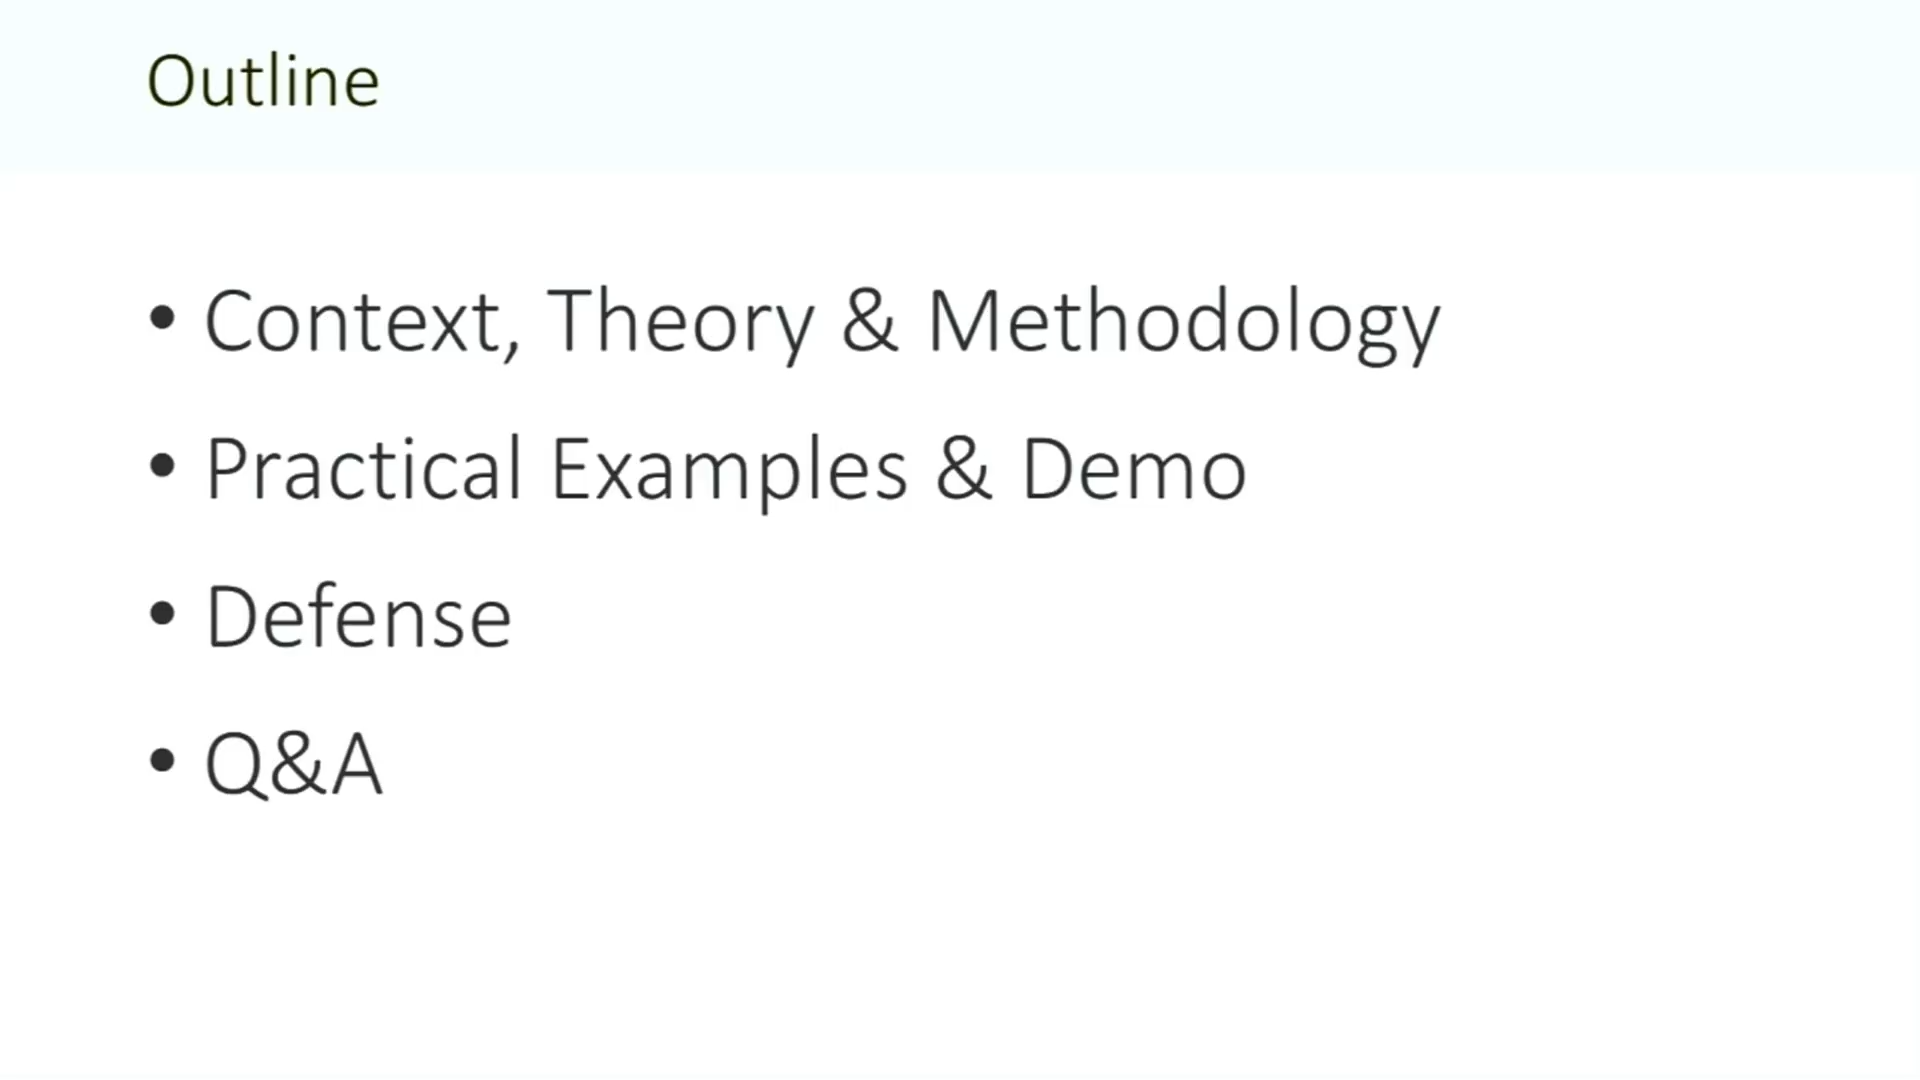 Outline
• Context, Theory & Methodology
• Practical Examples & Demo
• Defense
• Q&A